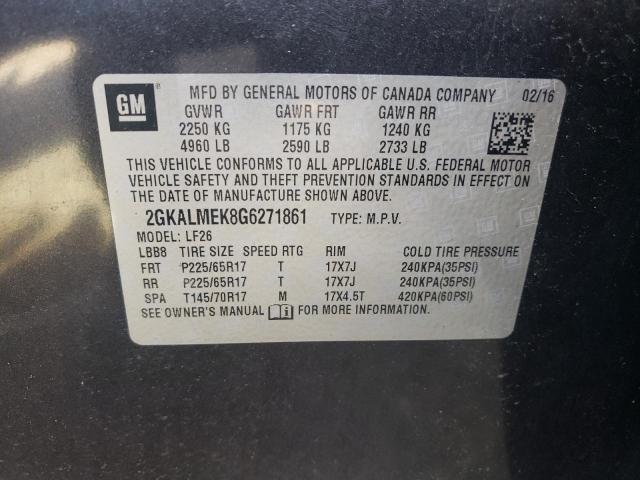 GM
MFD BY GENERAL MOTORS OF CANADA COMPANY 02/16
GVWR GAWR FRT GAWR RR
2250 KG 1175 KG 1240 KG
4960 LB 2590 LB 2733 LB
THIS VEHICLE CONFORMS TO ALL APPLICABLE U.S. FEDERAL MOTOR
VEHICLE SAFETY AND THEFT PREVENTION STANDARDS IN EFFECT ON
THE DATE OF MANUFACTURE SHOWN ABOVE.
2GKALMEK8G6271861 TYPE: M.P.V.
MODEL: LF26
LBB8 TIRE SIZE SPEED RTG RIM COLD TIRE PRESSURE
FRT P225/65R17 T 17X7J 240KPA(35PSI)
RR P225/65R17 T 17X7J 240KPA(35PSI)
SPA T145/70R17 M 17X4.5T 420KPA(60PSI)
SEE OWNER'S MANUAL FOR MORE INFORMATION.